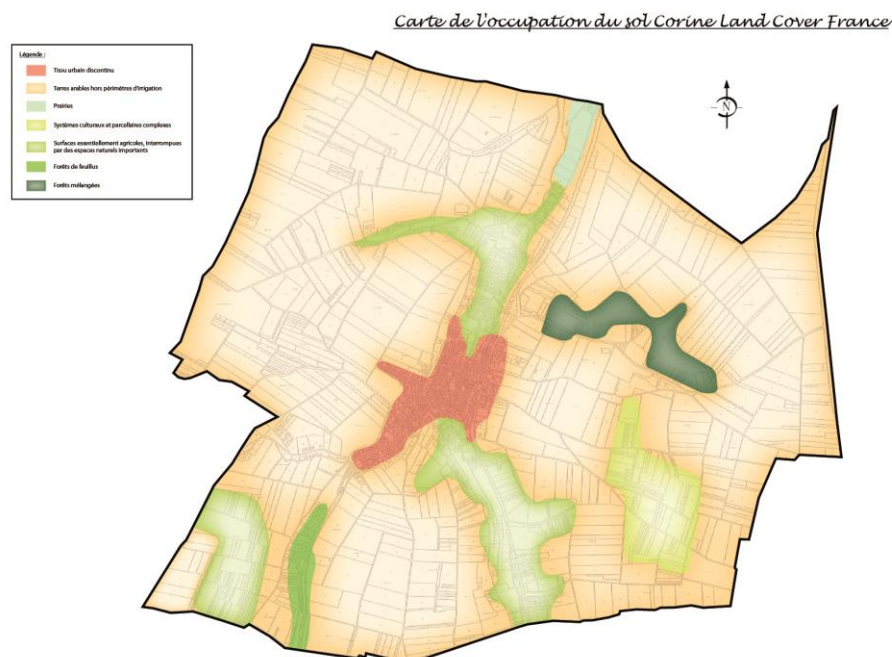 Carte de l'occupation du sol Corine Land Cover France
Légende :
Tissu urbain discontinu
Terres arables hors périmètres d'irrigation
Prairies
Systèmes culturaux et parcellaires complexes
Surfaces essentiellement agricoles, interrompues
par des espaces naturels importants
Forêts de feuillus
Forêts mélangées
N